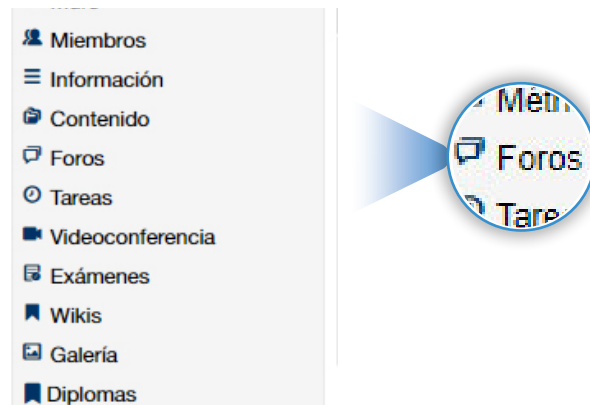 Miembros
Información
Contenido
Foros
Tareas
Videoconferencia
Exámenes
Wikis
Galería
Diplomas
Foros